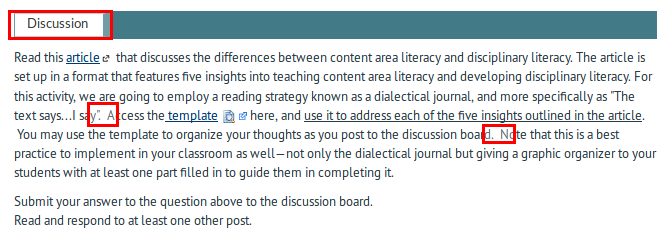 Discussion
Read this article that discusses the differences between content area literacy and disciplinary literacy. The article is
set up in a format that features five insights into teaching content area literacy and developing disciplinary literacy. For
this activity, we are going to employ a reading strategy known as a dialectical journal, and more specifically as "The
text says...I say". Access the template here, and use it to address each of the five insights outlined in the article.
You may use the template to organize your thoughts as you post to the discussion board. Note that this is a best
practice to implement in your classroom as well—not only the dialectical journal but giving a graphic organizer to your
students with at least one part filled in to guide them in completing it.
Submit your answer to the question above to the discussion board.
Read and respond to at least one other post.